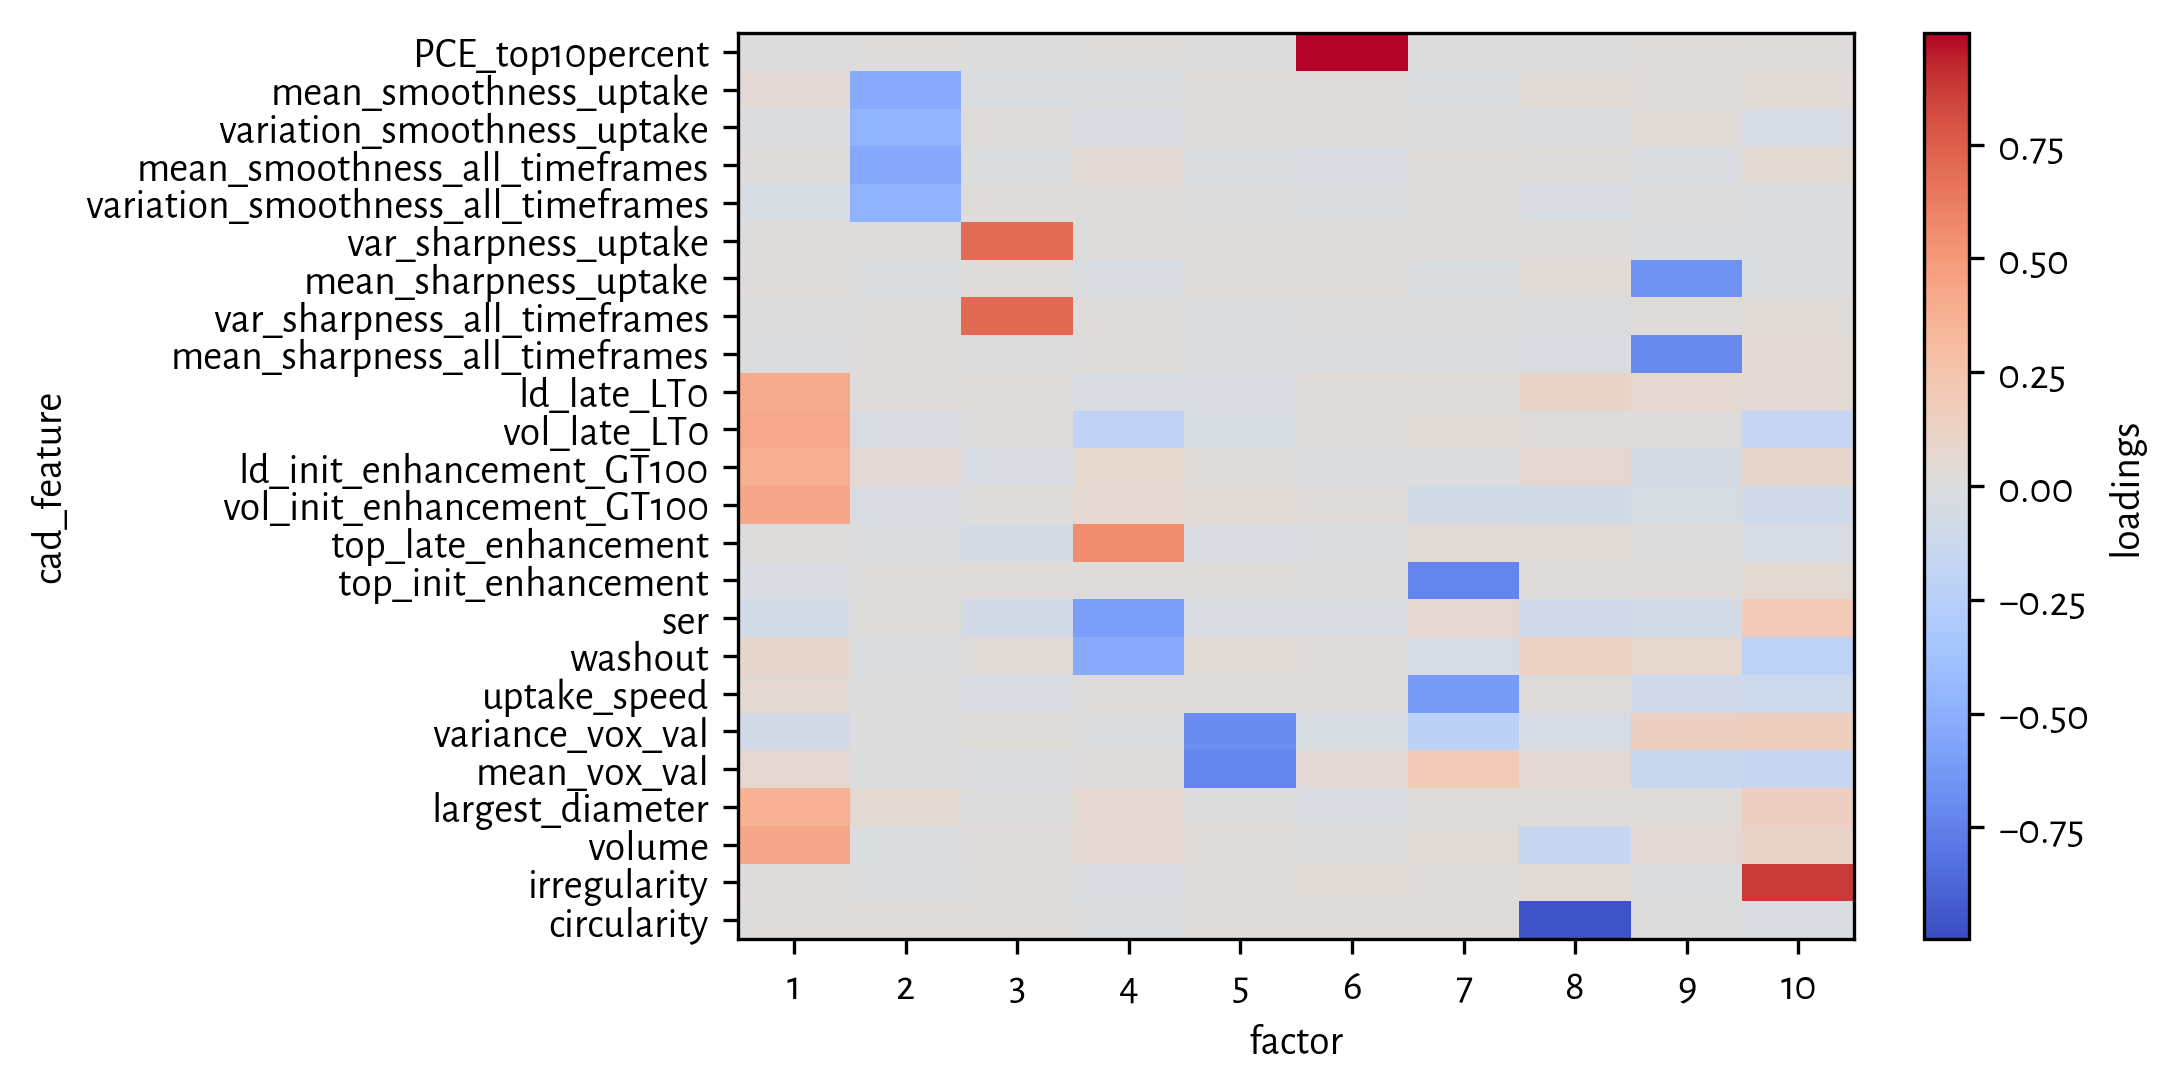 PCE_top10percent
mean_smoothness_uptake
variation_smoothness_uptake
mean_smoothness_all_timeframes
variation_smoothness_all_timeframes
var_sharpness_uptake
mean_sharpness_uptake
var_sharpness_all_timeframes
mean_sharpness_all_timeframes
ld_late_LT0
vol_late_LT0
ld_init_enhancement_GT100
vol_init_enhancement_GT100
top_late_enhancement
top_init_enhancement
ser
washout
uptake_speed
variance_vox_val
mean_vox_val
largest_diameter
volume
irregularity
circularity
cad_feature
1 2 3 4 5 6 7 8 9 10
factor
0.75
0.50
0.25
0.00
−0.25
−0.50
−0.75
loadings